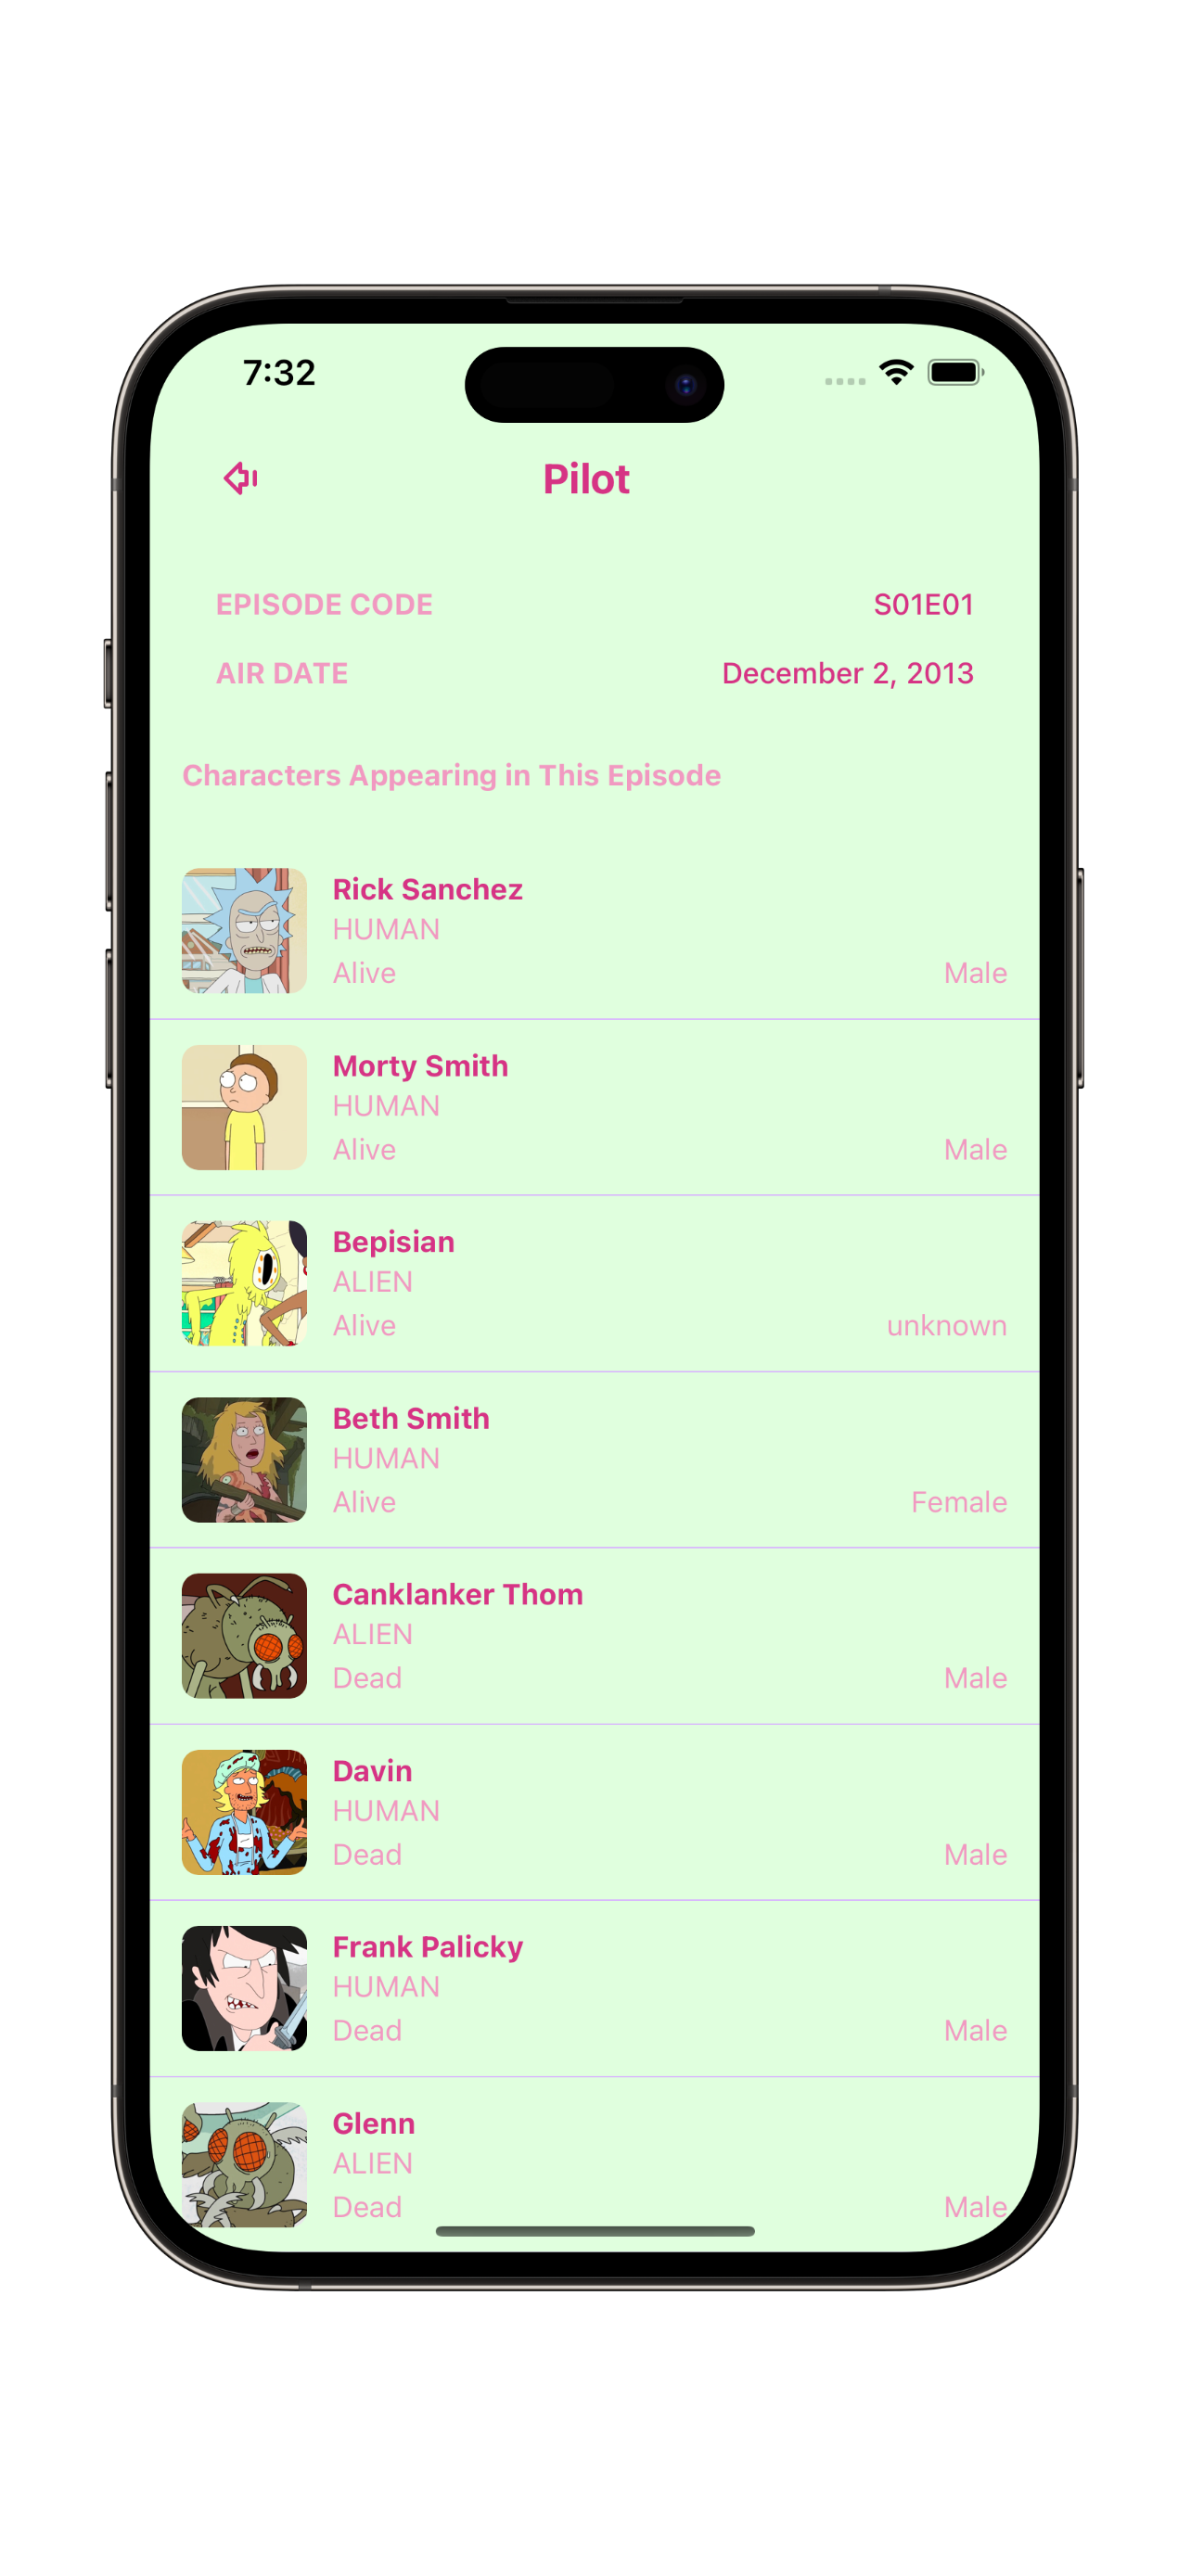 7:32
Pilot
EPISODE CODE S01E01
AIR DATE December 2, 2013
Characters Appearing in This Episode
Rick Sanchez
HUMAN
Alive Male
Morty Smith
HUMAN
Alive Male
Bepisian
ALIEN
Alive unknown
Beth Smith
HUMAN
Alive Female
Canklanker Thom
ALIEN
Dead Male
Davin
HUMAN
Dead Male
Frank Palicky
HUMAN
Dead Male
Glenn
ALIEN
Dead Male